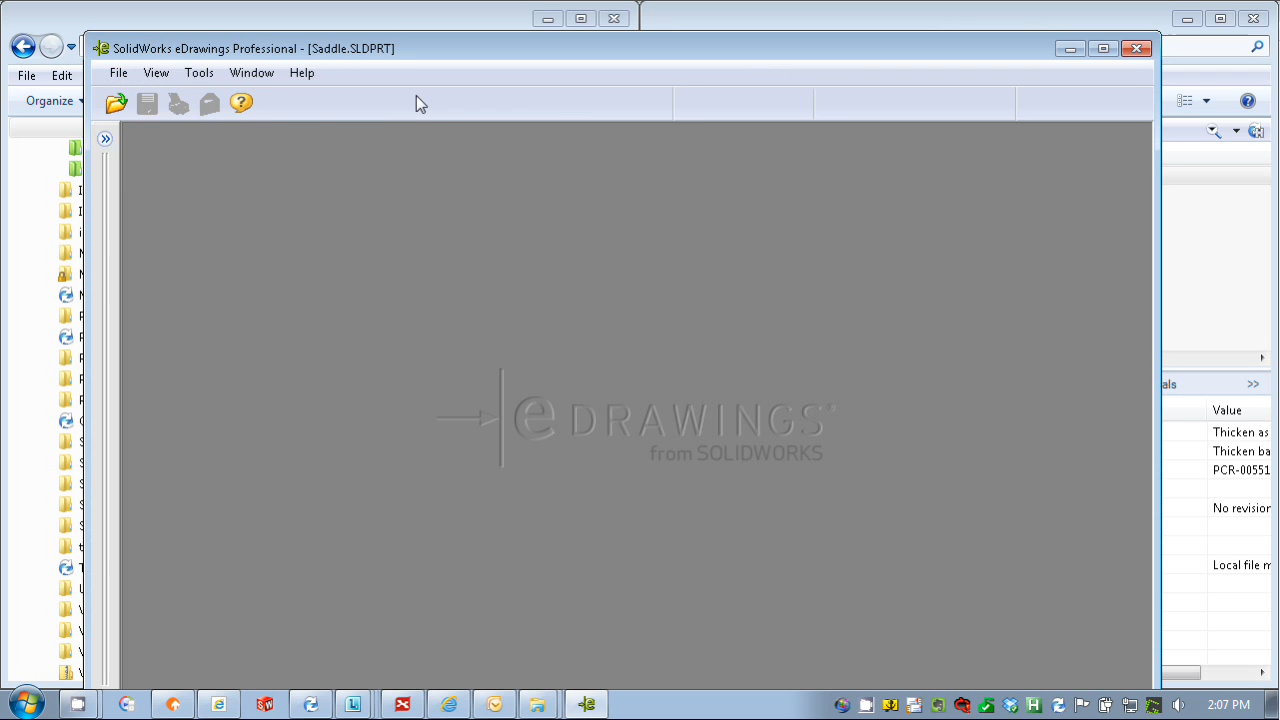 SolidWorks eDrawings Professional - [Saddle.SLDPRT]
File View Tools Window Help
File Edit
Organize
e DRAWINGS
from SOLIDWORKS
als >>
Value
Thicken as
Thicken ba
PCR-00551
No revision
Local file m
2:07 PM